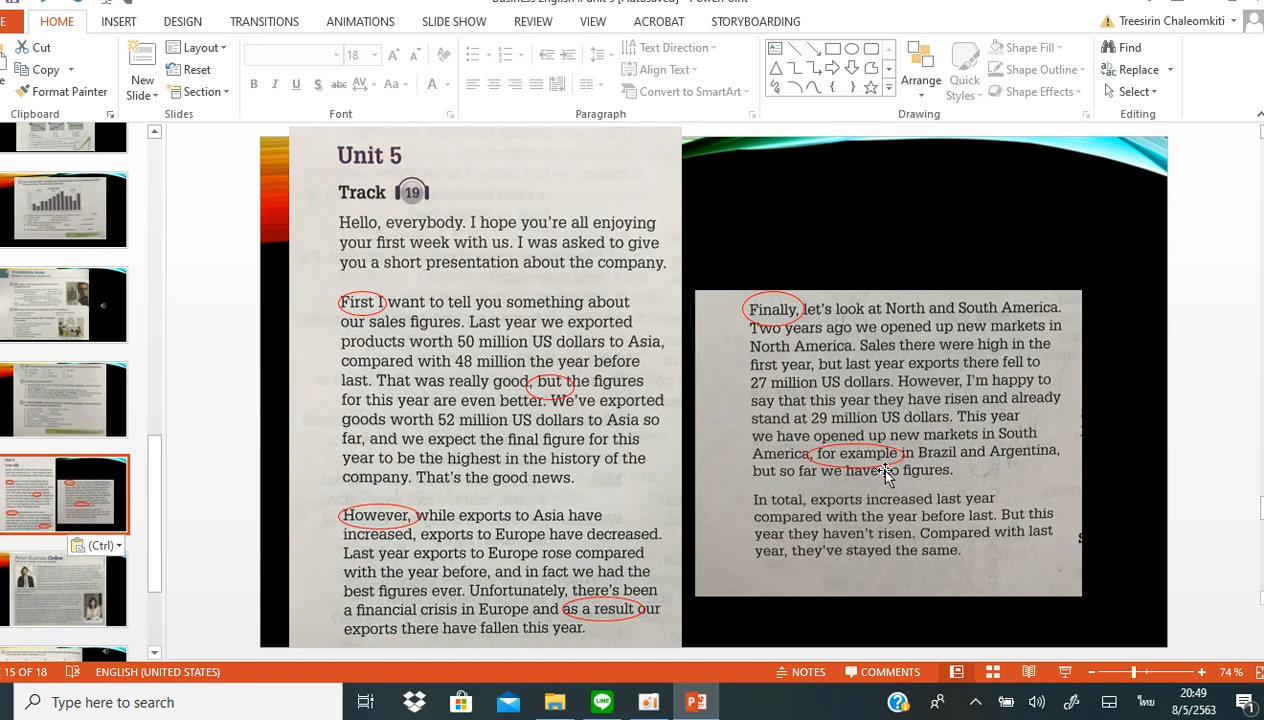 Business English II Unit 5 [Autosaved] - PowerPoint
HOME INSERT DESIGN TRANSITIONS ANIMATIONS SLIDE SHOW REVIEW VIEW ACROBAT STORYBOARDING
Treesirin Chaleomkiti
Cut
Copy
Format Painter
Clipboard
New
Slide
Layout
Reset
Section
Slides
18
Font
Text Direction
Align Text
Convert to SmartArt
Paragraph
Arrange
Quick
Styles
Shape Fill
Shape Outline
Shape Effects
Drawing
Find
Replace
Select
Editing
(Ctrl)
Asian Business Online
Unit 5
Track 19
Hello, everybody. I hope you're all enjoying
your first week with us. I was asked to give
you a short presentation about the company.
First I want to tell you something about
our sales figures. Last year we exported
products worth 50 million US dollars to Asia,
compared with 48 million the year before
last. That was really good, but the figures
for this year are even better. We've exported
goods worth 52 million US dollars to Asia so
far, and we expect the final figure for this
year to be the highest in the history of the
company. That's the good news.
However, while exports to Asia have
increased, exports to Europe have decreased.
Last year exports to Europe rose compared
with the year before, and in fact we had the
best figures ever. Unfortunately, there's been
a financial crisis in Europe and as a result our
exports there have fallen this year.
Finally, let's look at North and South America.
Two years ago we opened up new markets in
North America. Sales there were high in the
first year, but last year exports there fell to
27 million US dollars. However, I'm happy to
say that this year they have risen and already
stand at 29 million US dollars. This year
we have opened up new markets in South
America, for example in Brazil and Argentina,
but so far we have no figures.
In total, exports increased last year
compared with the year before last. But this
year they haven't risen. Compared with last
year, they've stayed the same.
15 OF 18
ENGLISH (UNITED STATES)
NOTES
COMMENTS
74 %
Type here to search
ไทย
20:49
8/5/2563
1